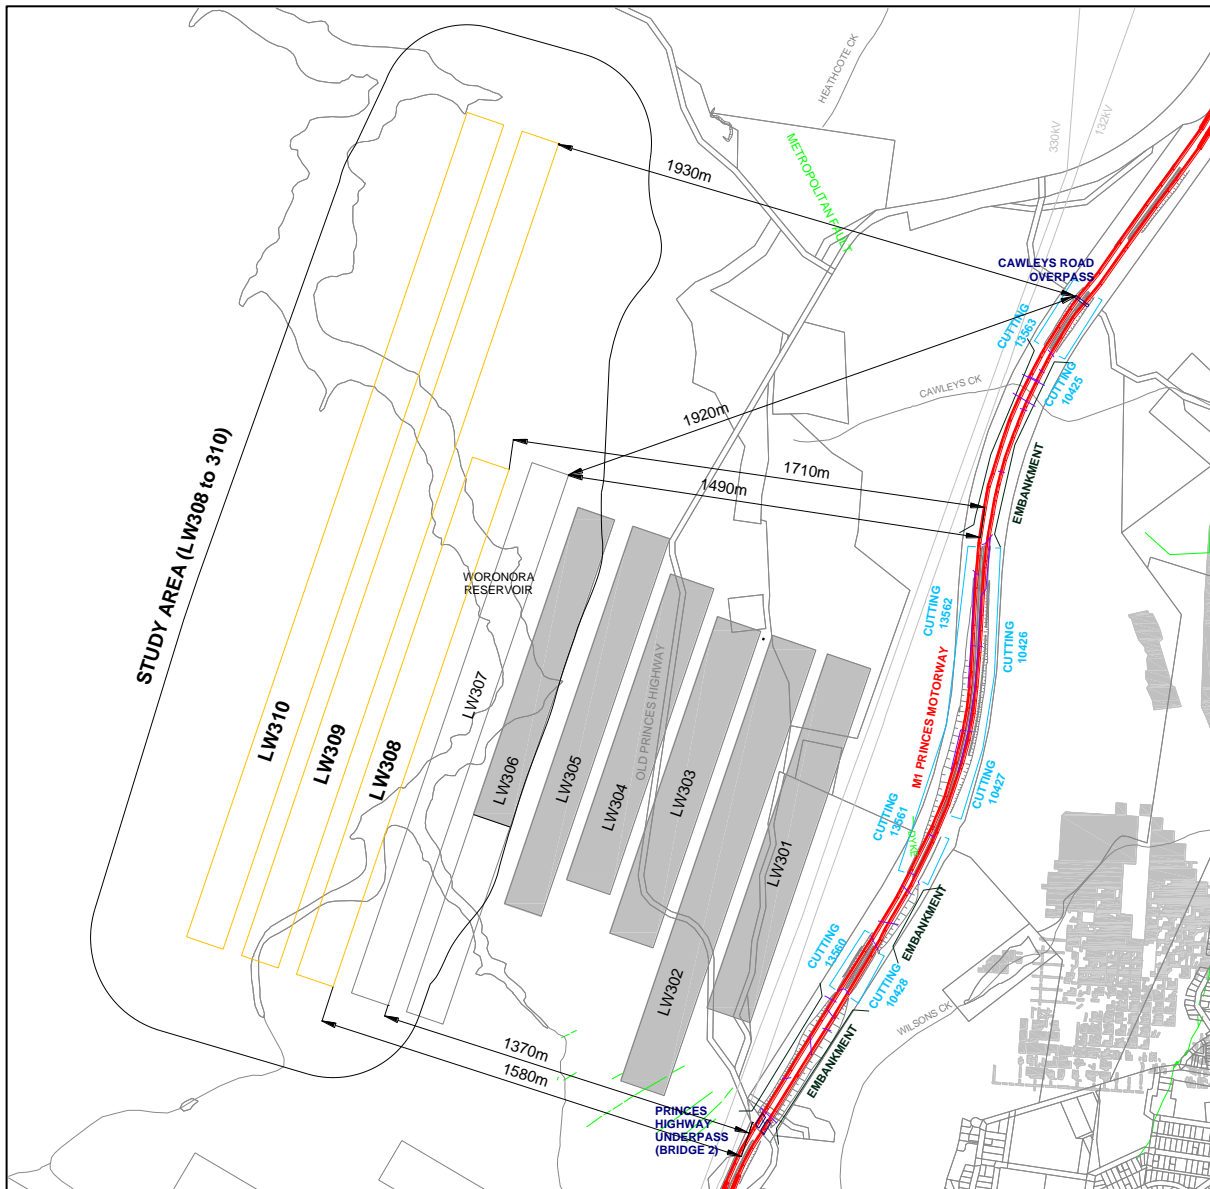 HEATHCOTE CK
330kV
132kV
METROPOLITAN FAULT
1930m
CAWLEYS ROAD
OVERPASS
CUTTING
13563
CUTTING
10425
CAWLEYS CK
1920m
1710m
1490m
EMBANKMENT
STUDY AREA (LW308 to 310)
WORONORA
RESERVOIR
CUTTING
13562
CUTTING
10426
M1 PRINCES MOTORWAY
OLD PRINCES HIGHWAY
LW310
LW309
LW308
LW307
LW306
LW305
LW304
LW303
LW302
LW301
CUTTING
10427
CUTTING
13561
DYKE
EMBANKMENT
CUTTING
13560
CUTTING
10428
WILSONS CK
EMBANKMENT
1370m
1580m
PRINCES
HIGHWAY
UNDERPASS
(BRIDGE 2)